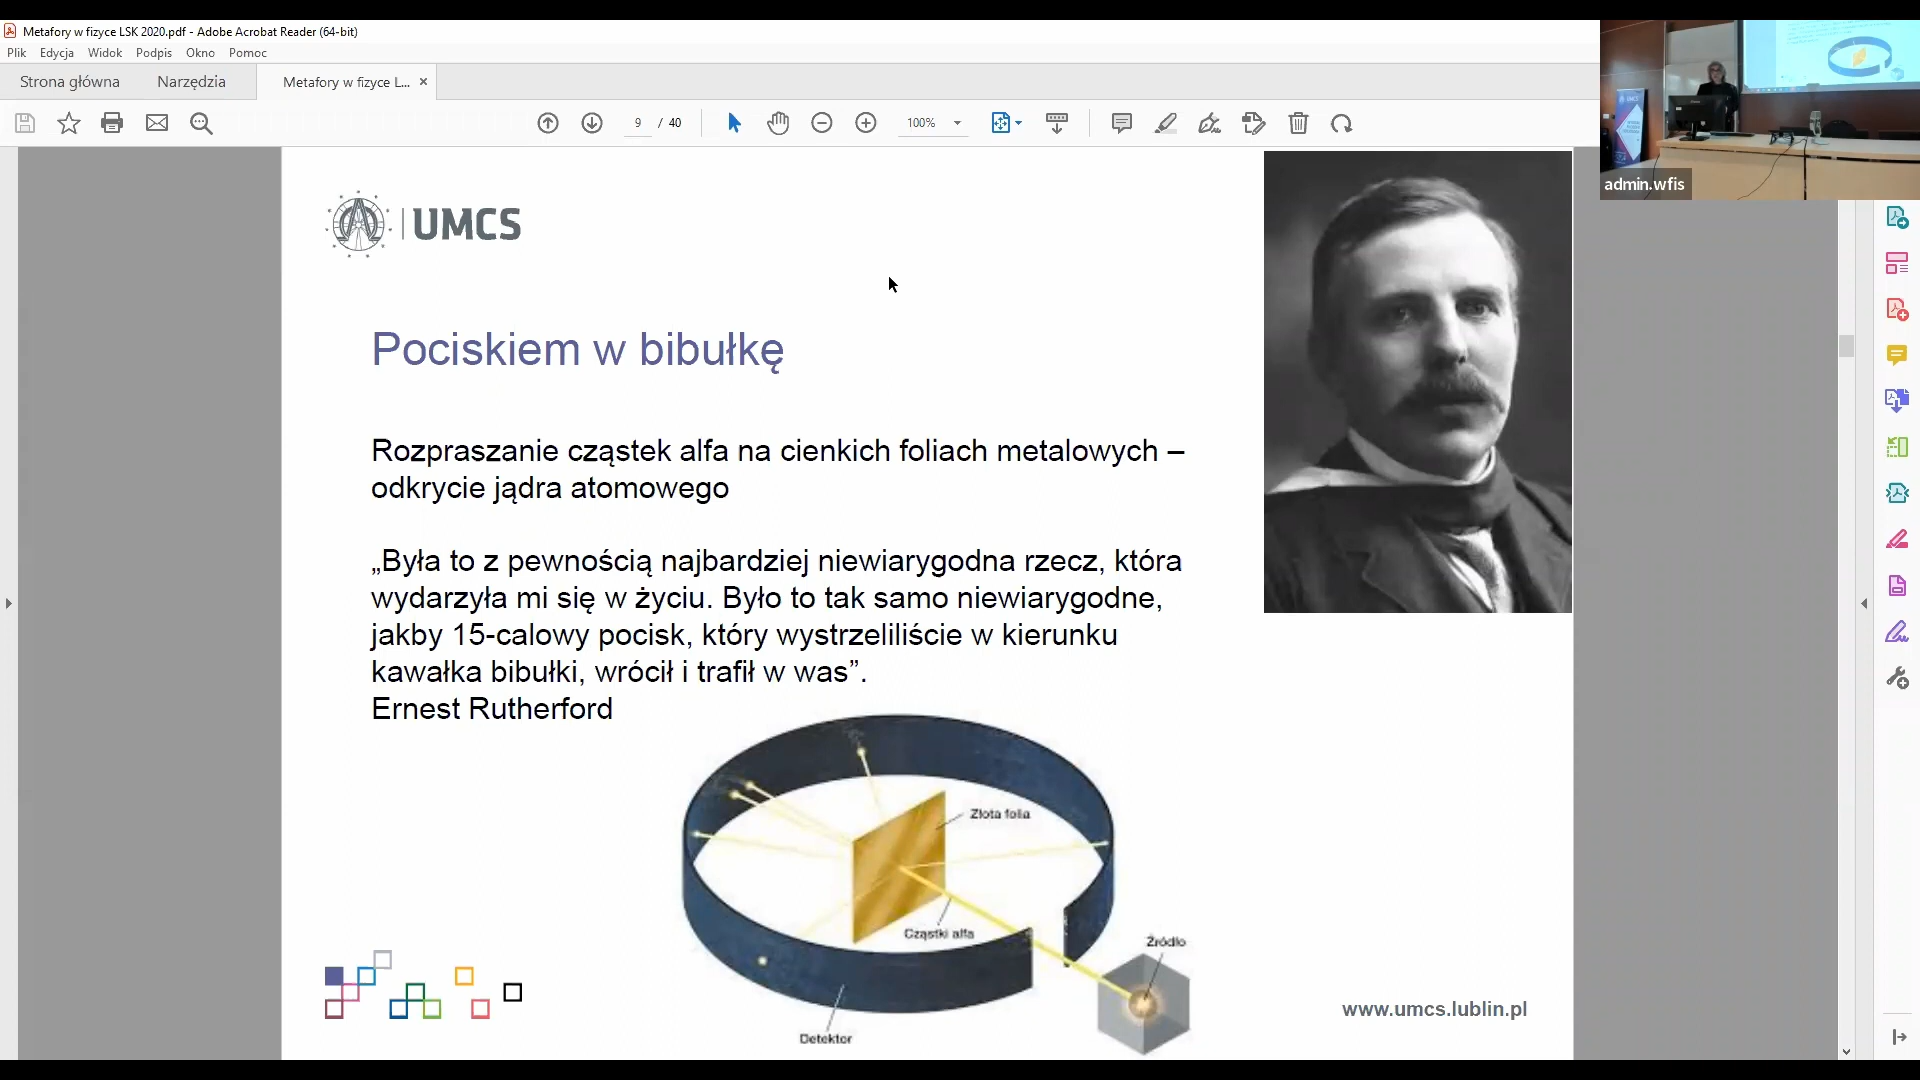 Metafory w fizyce LSK 2020.pdf - Adobe Acrobat Reader (64-bit)
Plik Edycja Widok Podpis Okno Pomoc
Strona główna Narzędzia Metafory w fizyce L... ×
9 / 40 100%
admin.wfis
UMCS
Pociskiem w bibułkę
Rozpraszanie cząstek alfa na cienkich foliach metalowych –
odkrycie jądra atomowego
„Była to z pewnością najbardziej niewiarygodna rzecz, która
wydarzyła mi się w życiu. Było to tak samo niewiarygodne,
jakby 15-calowy pocisk, który wystrzeliliście w kierunku
kawałka bibułki, wrócił i trafił w was”.
Ernest Rutherford
Złota folia
Cząstki alfa
Źródło
Detektor
www.umcs.lublin.pl